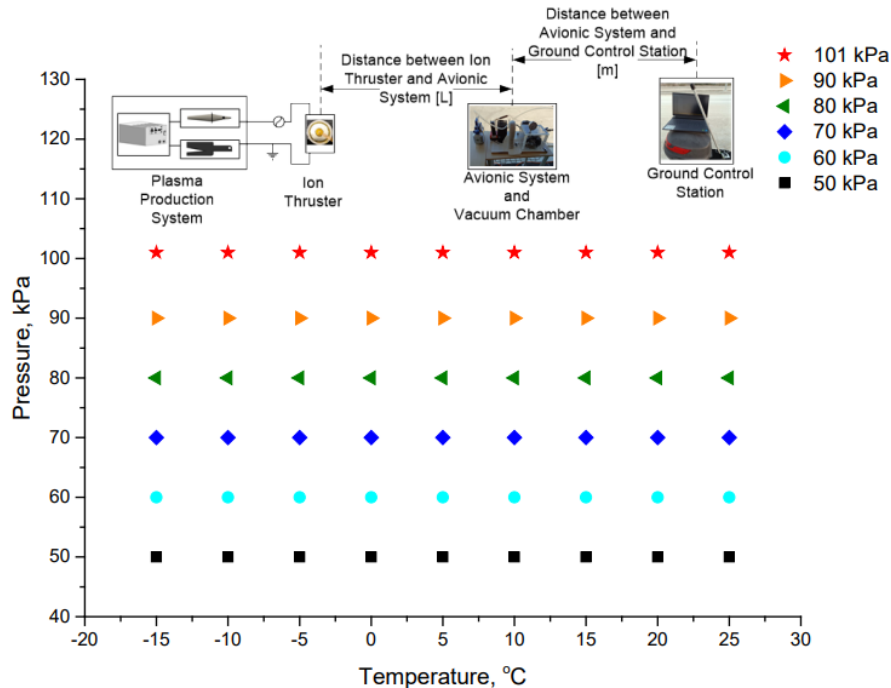 Distance between
Avionic System and
Ground Control Station
[m]
Distance between Ion
Thruster and Avionic
System [L]
101 kPa
90 kPa
80 kPa
70 kPa
60 kPa
50 kPa
Plasma
Production
System
Ion
Thruster
Avionic System
and
Vacuum Chamber
Ground Control
Station
Pressure, kPa
130
120
110
100
90
80
70
60
50
40
-20
-15
-10
-5
0
5
10
15
20
25
30
Temperature, °C